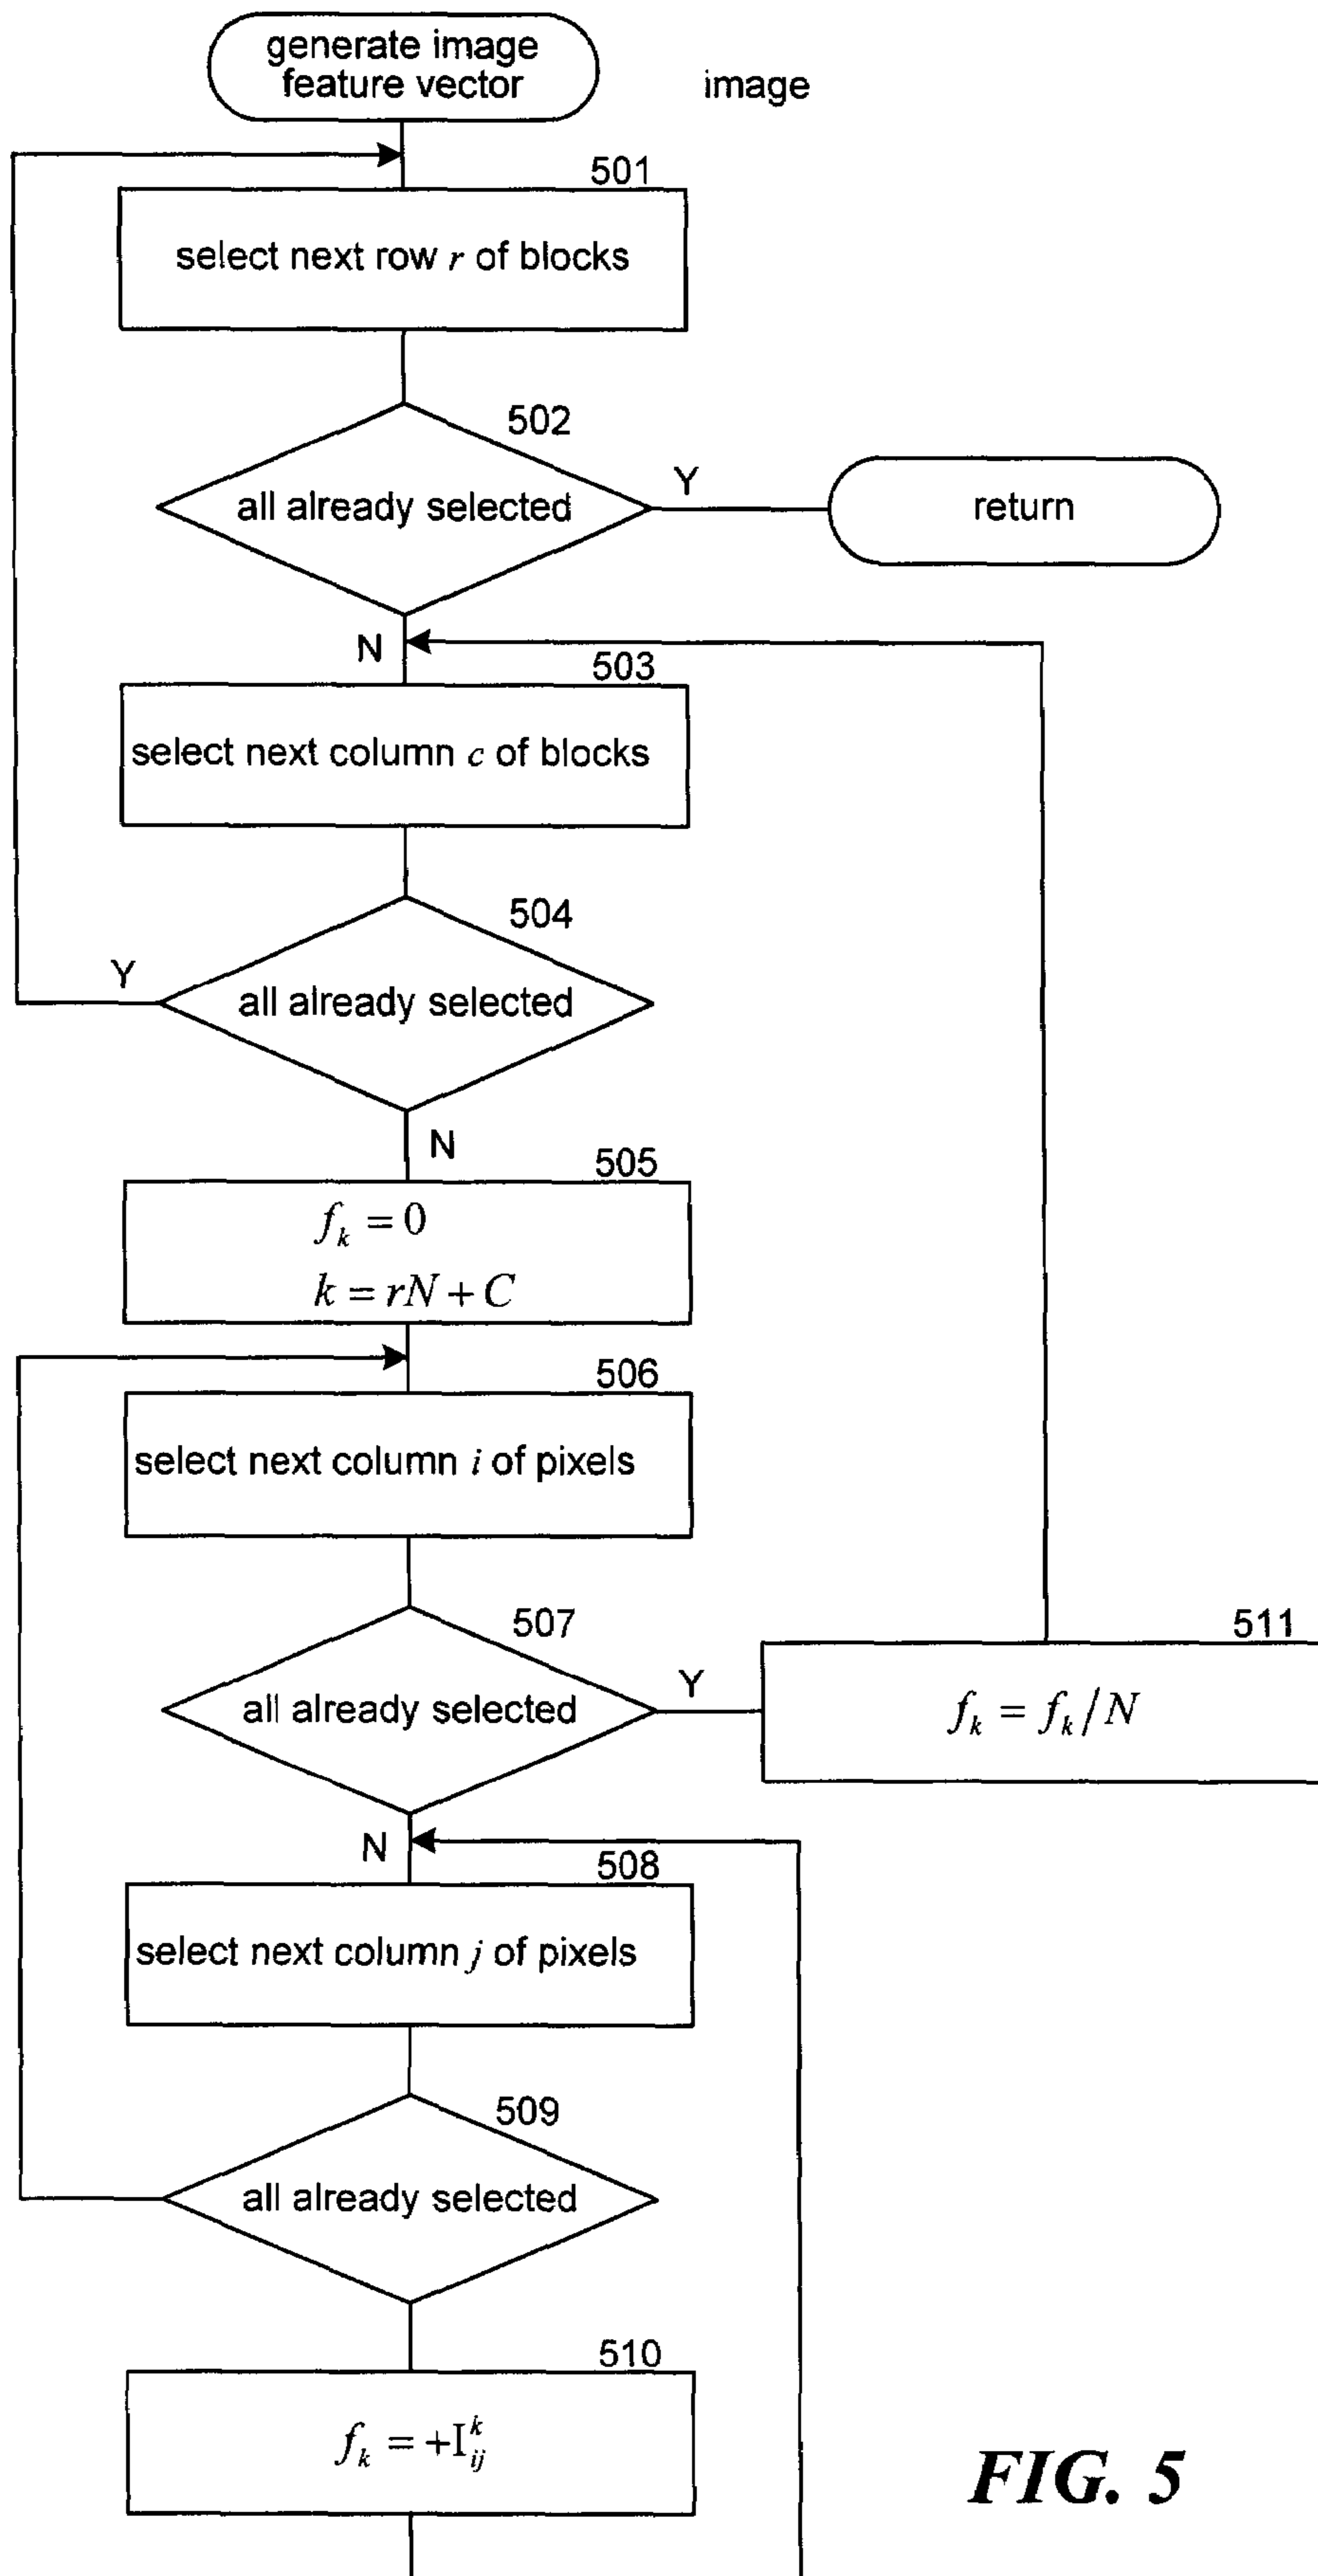 generate image
feature vector
image
501
select next row r of blocks
502
all already selected
Y
return
N
503
select next column c of blocks
504
Y
all already selected
N
505
f_k = 0
k = rN + C
506
select next column i of pixels
507
all already selected
Y
511
f_k = f_k/N
N
508
select next column j of pixels
509
all already selected
510
f_k = +I_{ij}^k
FIG. 5